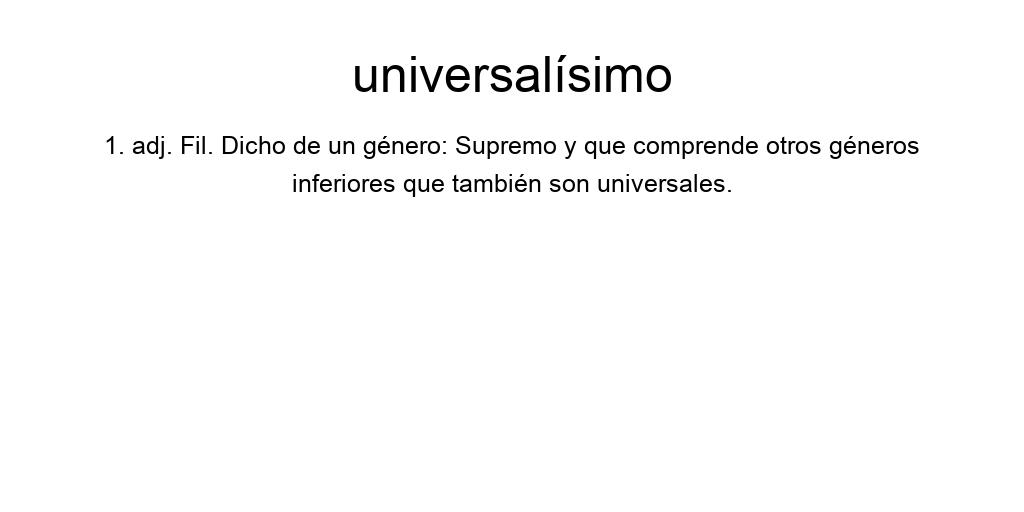 universalísimo
1. adj. Fil. Dicho de un género: Supremo y que comprende otros géneros
inferiores que también son universales.